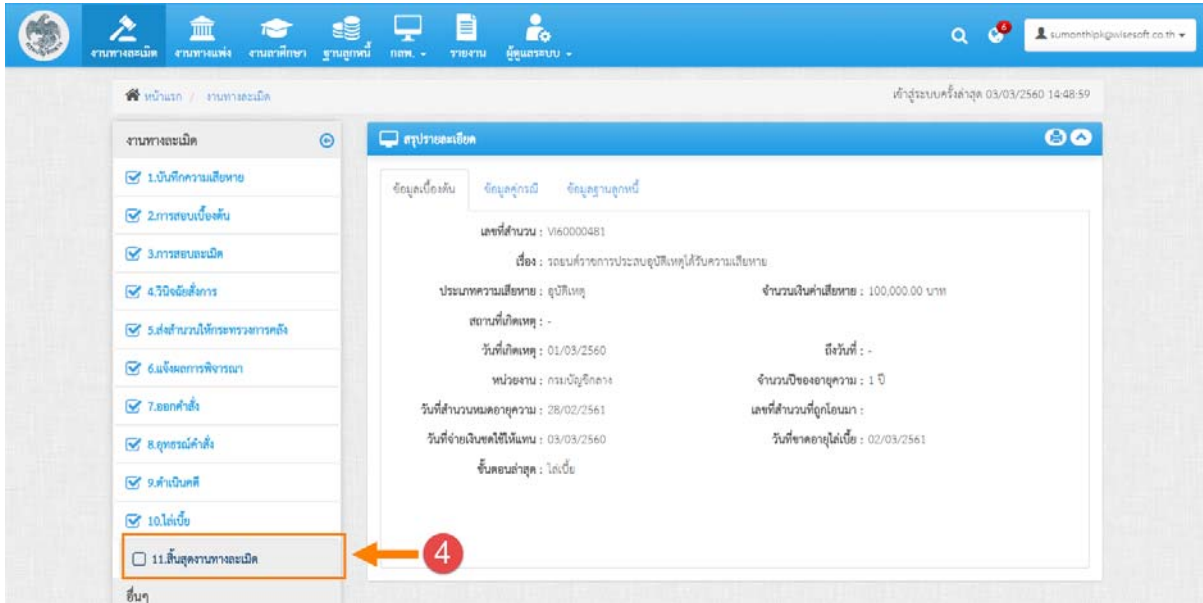 งานทางละเมิด งานทางแพ่ง งานอาศึกษา ฐานลูกหนี้ กลพ. รายงาน ผู้ดูแลระบบ
6
sumonthipk@wisesoft.co.th
หน้าแรก / งานทางละเมิด
เข้าสู่ระบบครั้งล่าสุด 03/03/2560 14:48:59
งานทางละเมิด
1.บันทึกความเสียหาย
2.การสอบเบื้องต้น
3.การสอบละเมิด
4.วินิจฉัยสั่งการ
5.ส่งสำนวนให้กระทรวงการคลัง
6.แจ้งผลการพิจารณา
7.ออกคำสั่ง
8.อุทธรณ์คำสั่ง
9.ดำเนินคดี
10.ไล่เบี้ย
11.สิ้นสุดงานทางละเมิด
อื่นๆ
4
สรุปรายละเอียด
ข้อมูลเบื้องต้น ข้อมูลคู่กรณี ข้อมูลฐานลูกหนี้
เลขที่สำนวน : VI60000481
เรื่อง : รถยนต์ราชการประสบอุบัติเหตุได้รับความเสียหาย
ประเภทความเสียหาย : อุบัติเหตุ จำนวนเงินค่าเสียหาย : 100,000.00 บาท
สถานที่เกิดเหตุ : -
วันที่เกิดเหตุ : 01/03/2560 ถึงวันที่ : -
หน่วยงาน : กรมบัญชีกลาง จำนวนปีของอายุความ : 1 ปี
วันที่สำนวนหมดอายุความ : 28/02/2561 เลขที่สำนวนที่ถูกโอนมา :
วันที่จ่ายเงินชดใช้ให้แทน : 03/03/2560 วันที่ขาดอายุไล่เบี้ย : 02/03/2561
ขั้นตอนล่าสุด : ไล่เบี้ย